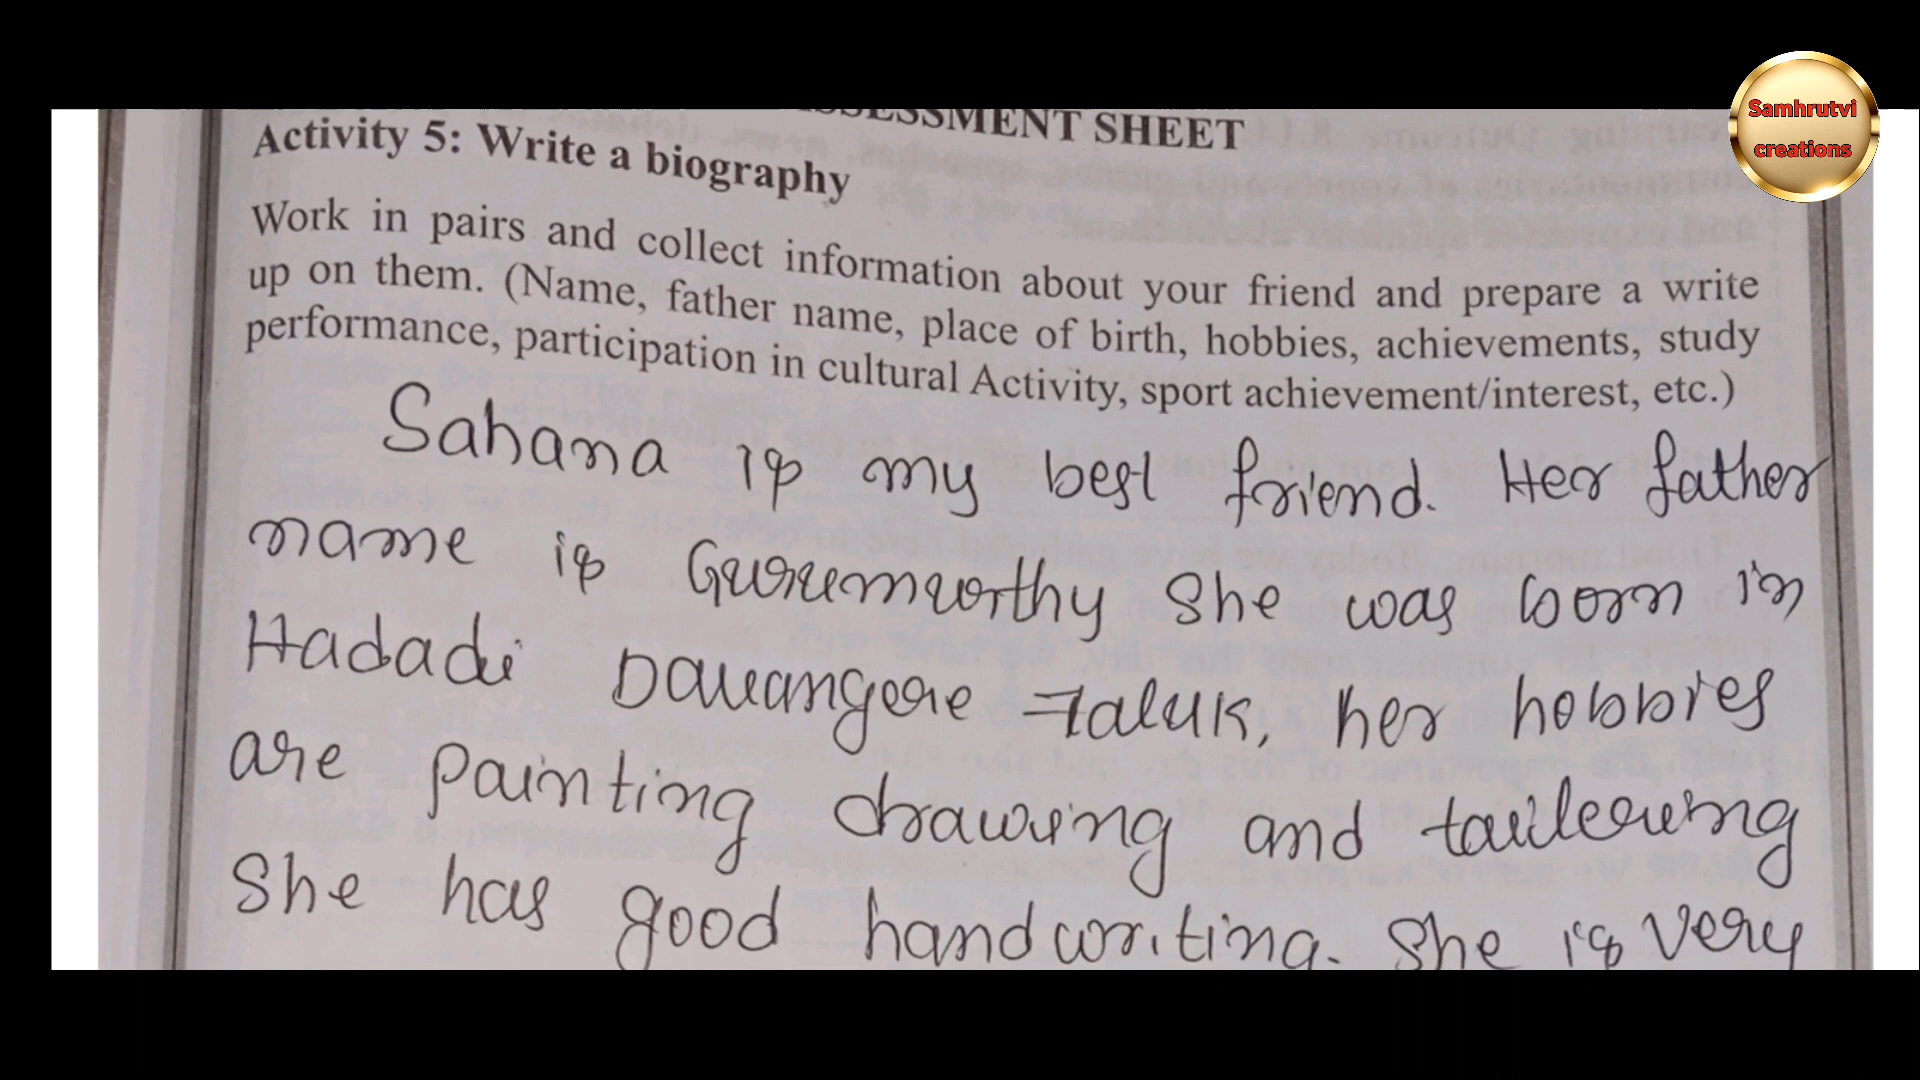 Samhrutvi
creations
ASSESSMENT SHEET
Activity 5: Write a biography
Work in pairs and collect information about your friend and prepare a write
up on them. (Name, father name, place of birth, hobbies, achievements, study
performance, participation in cultural Activity, sport achievement/interest, etc.)
Sahana is my best friend. Her father
name is Gurumurthy She was born in
Hadadi Davangere Taluk, her hobbies
are painting drawing and taileering
She has good handwriting. She is very